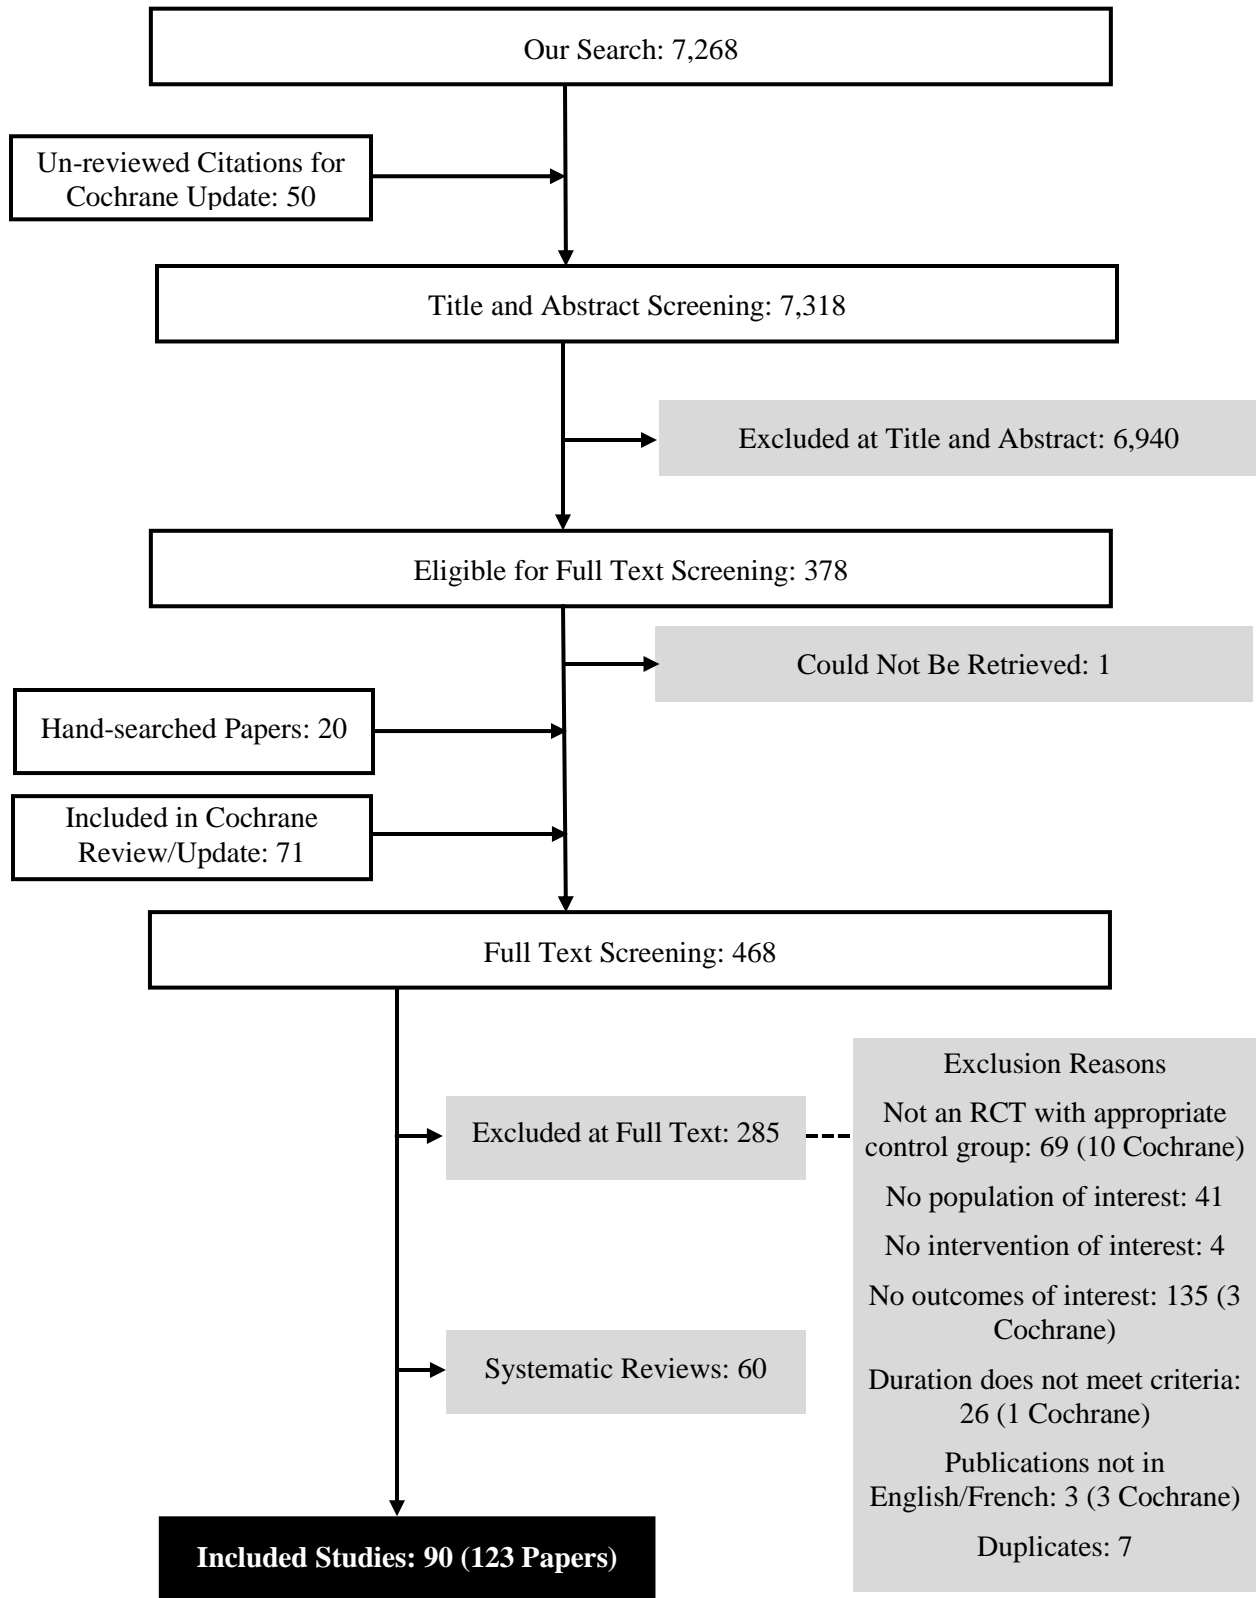 Our Search: 7,268
Un-reviewed Citations for
Cochrane Update: 50
Title and Abstract Screening: 7,318
Excluded at Title and Abstract: 6,940
Eligible for Full Text Screening: 378
Could Not Be Retrieved: 1
Hand-searched Papers: 20
Included in Cochrane
Review/Update: 71
Full Text Screening: 468
Excluded at Full Text: 285
Exclusion Reasons
Not an RCT with appropriate
control group: 69 (10 Cochrane)
No population of interest: 41
No intervention of interest: 4
No outcomes of interest: 135 (3
Cochrane)
Duration does not meet criteria:
26 (1 Cochrane)
Publications not in
English/French: 3 (3 Cochrane)
Duplicates: 7
Systematic Reviews: 60
Included Studies: 90 (123 Papers)